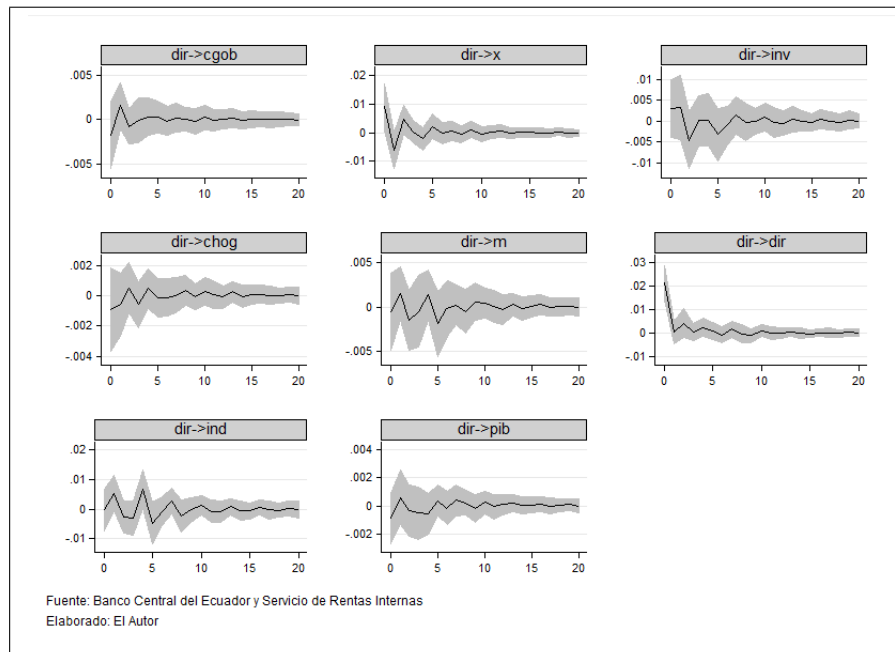 dir->cgob
dir->x
dir->inv
.005
0
-.005
0 5 10 15 20
.02
.01
0
-.01
0 5 10 15 20
.01
.005
0
-.005
-.01
0 5 10 15 20
dir->chog
dir->m
dir->dir
.002
0
-.002
-.004
0 5 10 15 20
.005
0
-.005
0 5 10 15 20
.03
.02
.01
0
-.01
0 5 10 15 20
dir->ind
dir->pib
.02
.01
0
-.01
0 5 10 15 20
.004
.002
0
-.002
0 5 10 15 20
Fuente: Banco Central del Ecuador y Servicio de Rentas Internas
Elaborado: El Autor